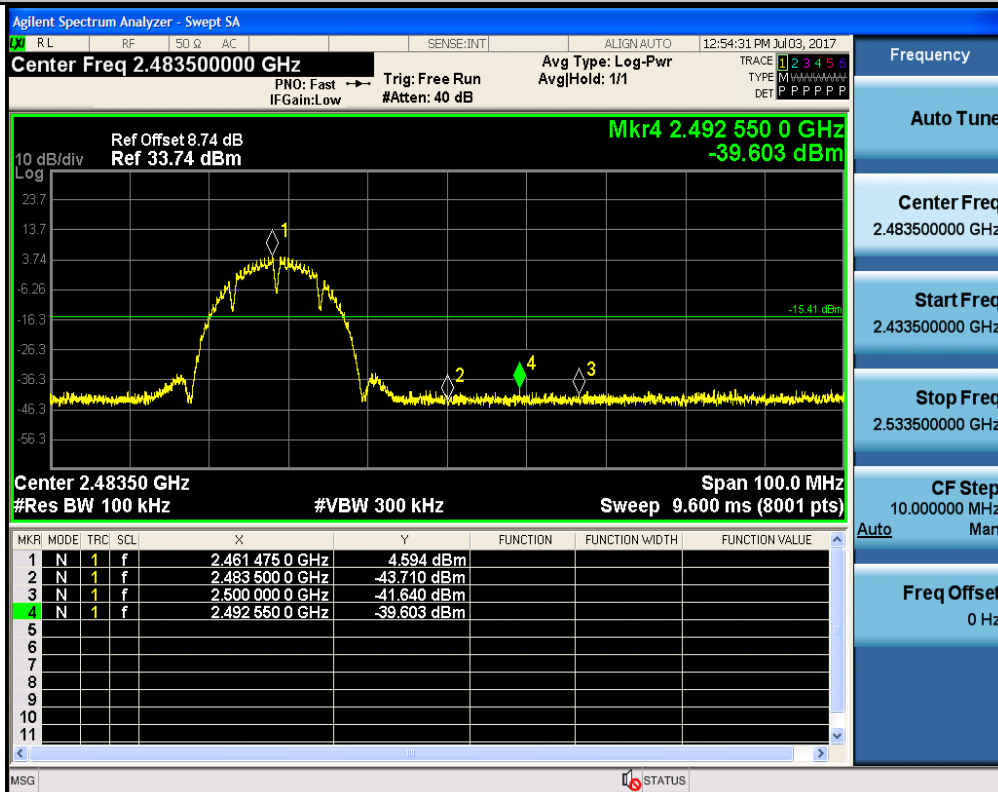 Agilent Spectrum Analyzer - Swept SA
LXI RL RF 50 Ω AC SENSE:INT ALIGN AUTO 12:54:31 PM Jul 03, 2017
Center Freq 2.483500000 GHz
PNO: Fast
IFGain:Low
Trig: Free Run
#Atten: 40 dB
Avg Type: Log-Pwr
Avg|Hold: 1/1
TRACE 1 2 3 4 5 6
TYPE M
DET P P P P P P
Mkr4 2.492 550 0 GHz
-39.603 dBm
Ref Offset 8.74 dB
10 dB/div Ref 33.74 dBm
Log
23.7
13.7
3.74
-6.26
-16.3
-26.3
-36.3
-46.3
-56.3
1
2
4
3
-15.41 dBm
Center 2.48350 GHz Span 100.0 MHz
#Res BW 100 kHz #VBW 300 kHz Sweep 9.600 ms (8001 pts)
MKR MODE TRC SCL X Y FUNCTION FUNCTION WIDTH FUNCTION VALUE
1 N 1 f 2.461 475 0 GHz 4.594 dBm
2 N 1 f 2.483 500 0 GHz -43.710 dBm
3 N 1 f 2.500 000 0 GHz -41.640 dBm
4 N 1 f 2.492 550 0 GHz -39.603 dBm
5
6
7
8
9
10
11
MSG STATUS
Frequency
Auto Tune
Center Freq
2.483500000 GHz
Start Freq
2.433500000 GHz
Stop Freq
2.533500000 GHz
CF Step
10.000000 MHz
Auto Man
Freq Offset
0 Hz